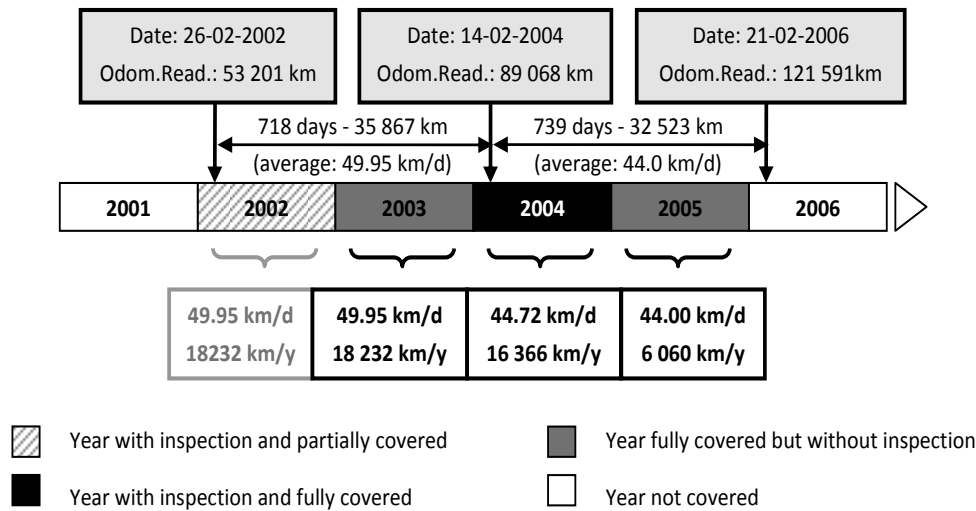 Date: 26-02-2002
Odom.Read.: 53 201 km
Date: 14-02-2004
Odom.Read.: 89 068 km
Date: 21-02-2006
Odom.Read.: 121 591km
718 days - 35 867 km
(average: 49.95 km/d)
739 days - 32 523 km
(average: 44.0 km/d)
2001 2002 2003 2004 2005 2006
49.95 km/d
18232 km/y
49.95 km/d
18 232 km/y
44.72 km/d
16 366 km/y
44.00 km/d
6 060 km/y
Year with inspection and partially covered
Year fully covered but without inspection
Year with inspection and fully covered
Year not covered